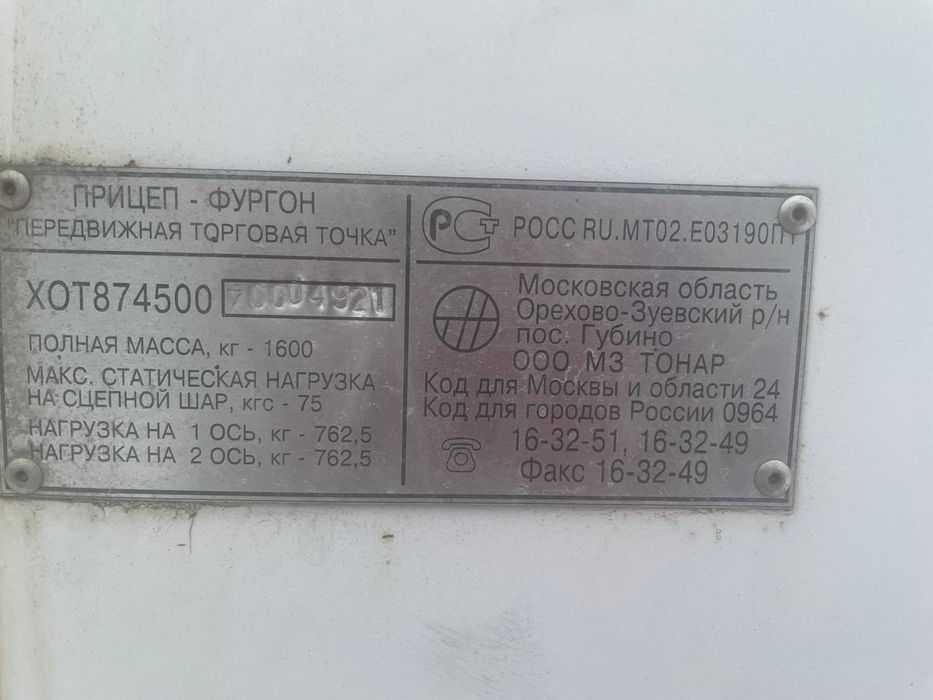 ПРИЦЕП - ФУРГОН
"ПЕРЕДВИЖНАЯ ТОРГОВАЯ ТОЧКА"
ХОТ874500 70004921
ПОЛНАЯ МАССА, кг - 1600
МАКС. СТАТИЧЕСКАЯ НАГРУЗКА
НА СЦЕПНОЙ ШАР, кгс - 75
НАГРУЗКА НА 1 ОСЬ, кг - 762,5
НАГРУЗКА НА 2 ОСЬ, кг - 762,5
РСТ РОСС RU.МТ02.Е03190П1
Московская область
Орехово-Зуевский р/н
пос. Губино
ООО МЗ ТОНАР
Код для Москвы и области 24
Код для городов России 0964
16-32-51, 16-32-49
Факс 16-32-49